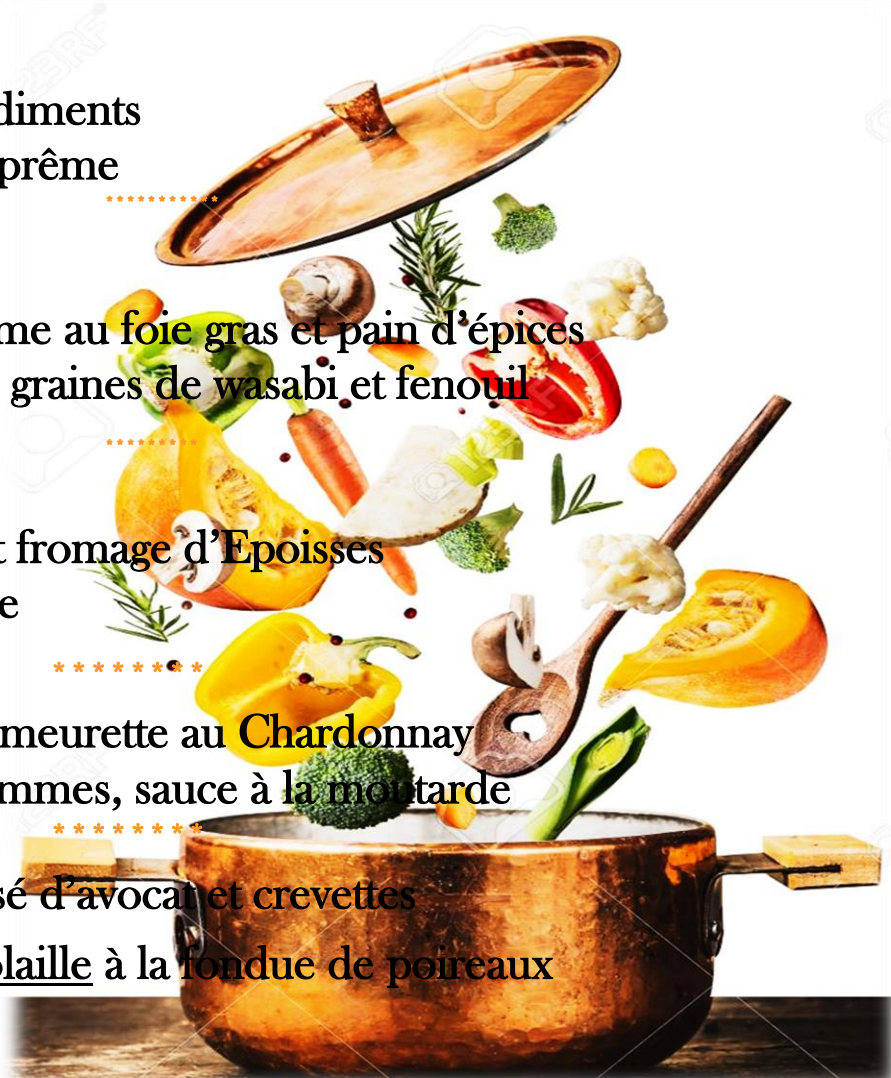 diments
prême
***********
me au foie gras et pain d’épices
graines de wasabi et fenouil
*********
t fromage d’Epoisses
e
********
meurette au Chardonnay
mmes, sauce à la moutarde
********
sé d’avocat et crevettes
olaille à la fondue de poireaux